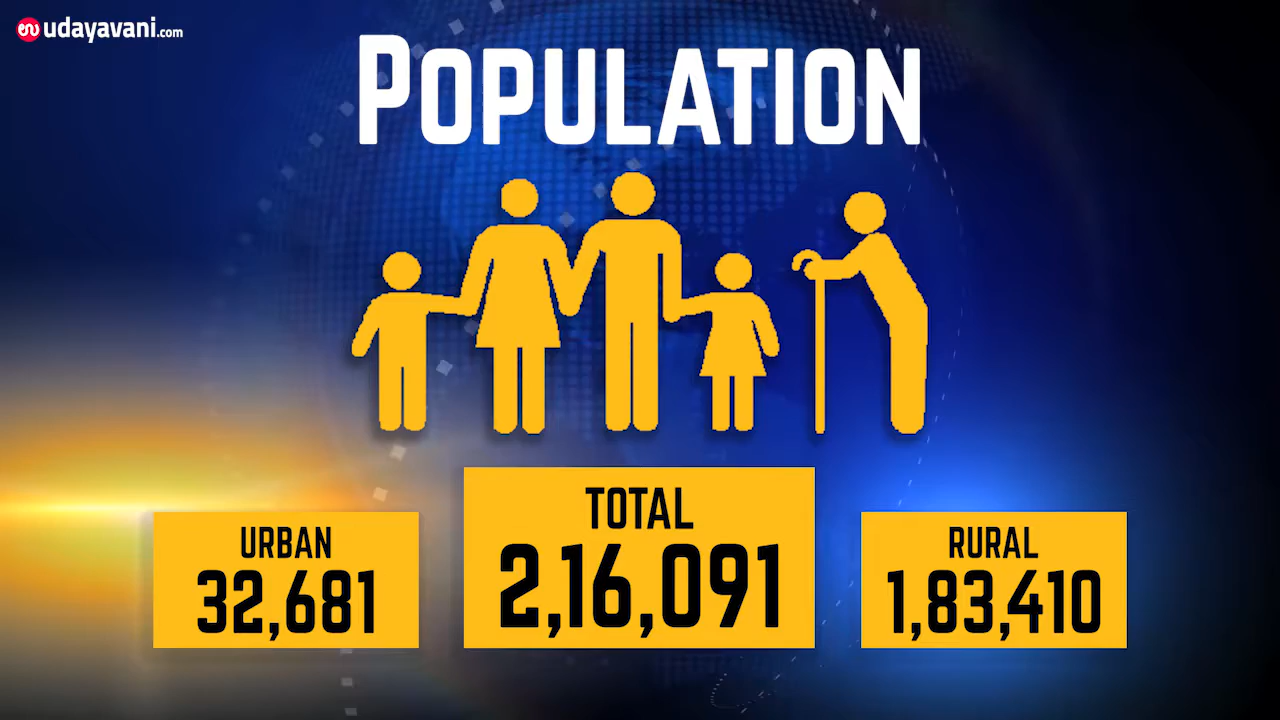 ಉ udayavani.com
POPULATION
URBAN
32,681
TOTAL
2,16,091
RURAL
1,83,410